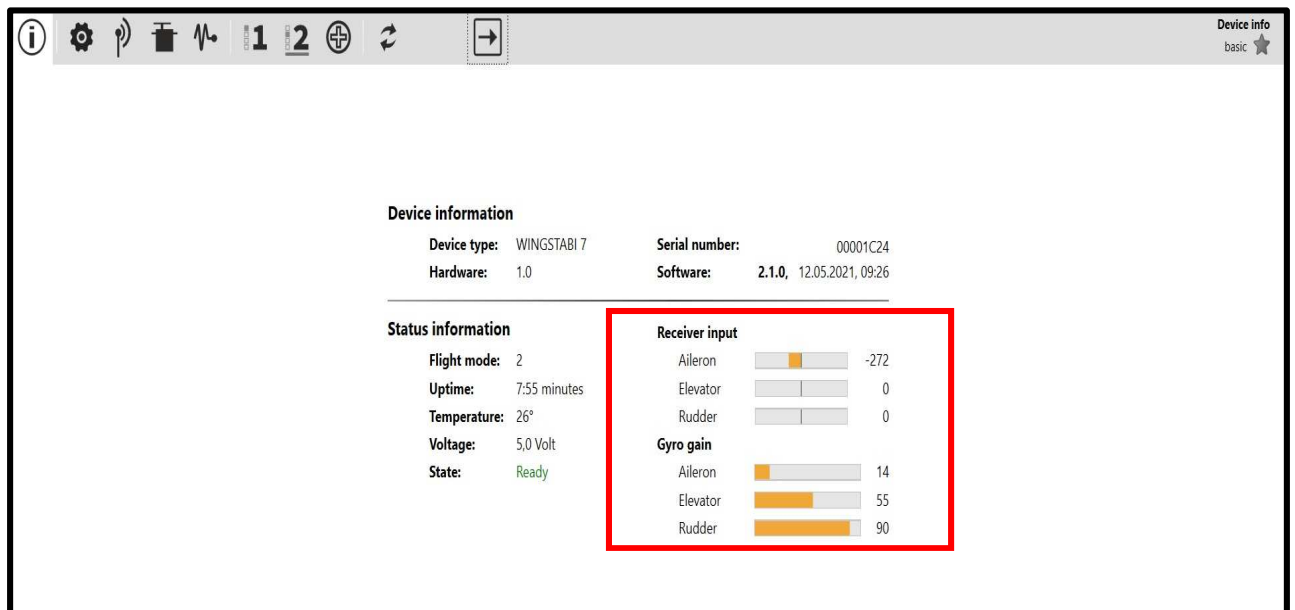 1 2
Device info
basic
Device information
Device type: WINGSTABI 7 Serial number: 00001C24
Hardware: 1.0 Software: 2.1.0, 12.05.2021, 09:26
Status information
Flight mode: 2
Uptime: 7:55 minutes
Temperature: 26°
Voltage: 5,0 Volt
State: Ready
Receiver input
Aileron -272
Elevator 0
Rudder 0
Gyro gain
Aileron 14
Elevator 55
Rudder 90